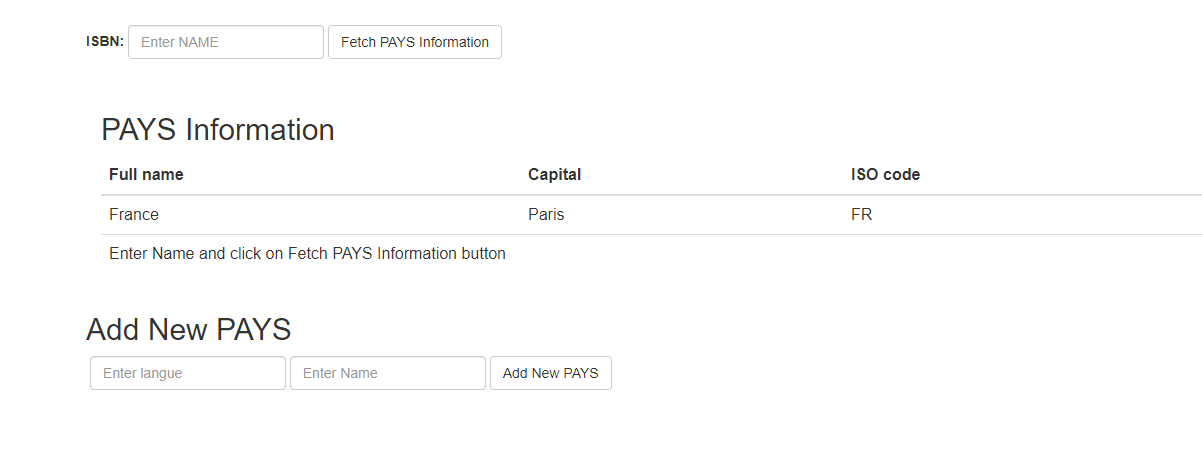 ISBN: Enter NAME Fetch PAYS Information
PAYS Information
Full name Capital ISO code
France Paris FR
Enter Name and click on Fetch PAYS Information button
Add New PAYS
Enter langue Enter Name Add New PAYS